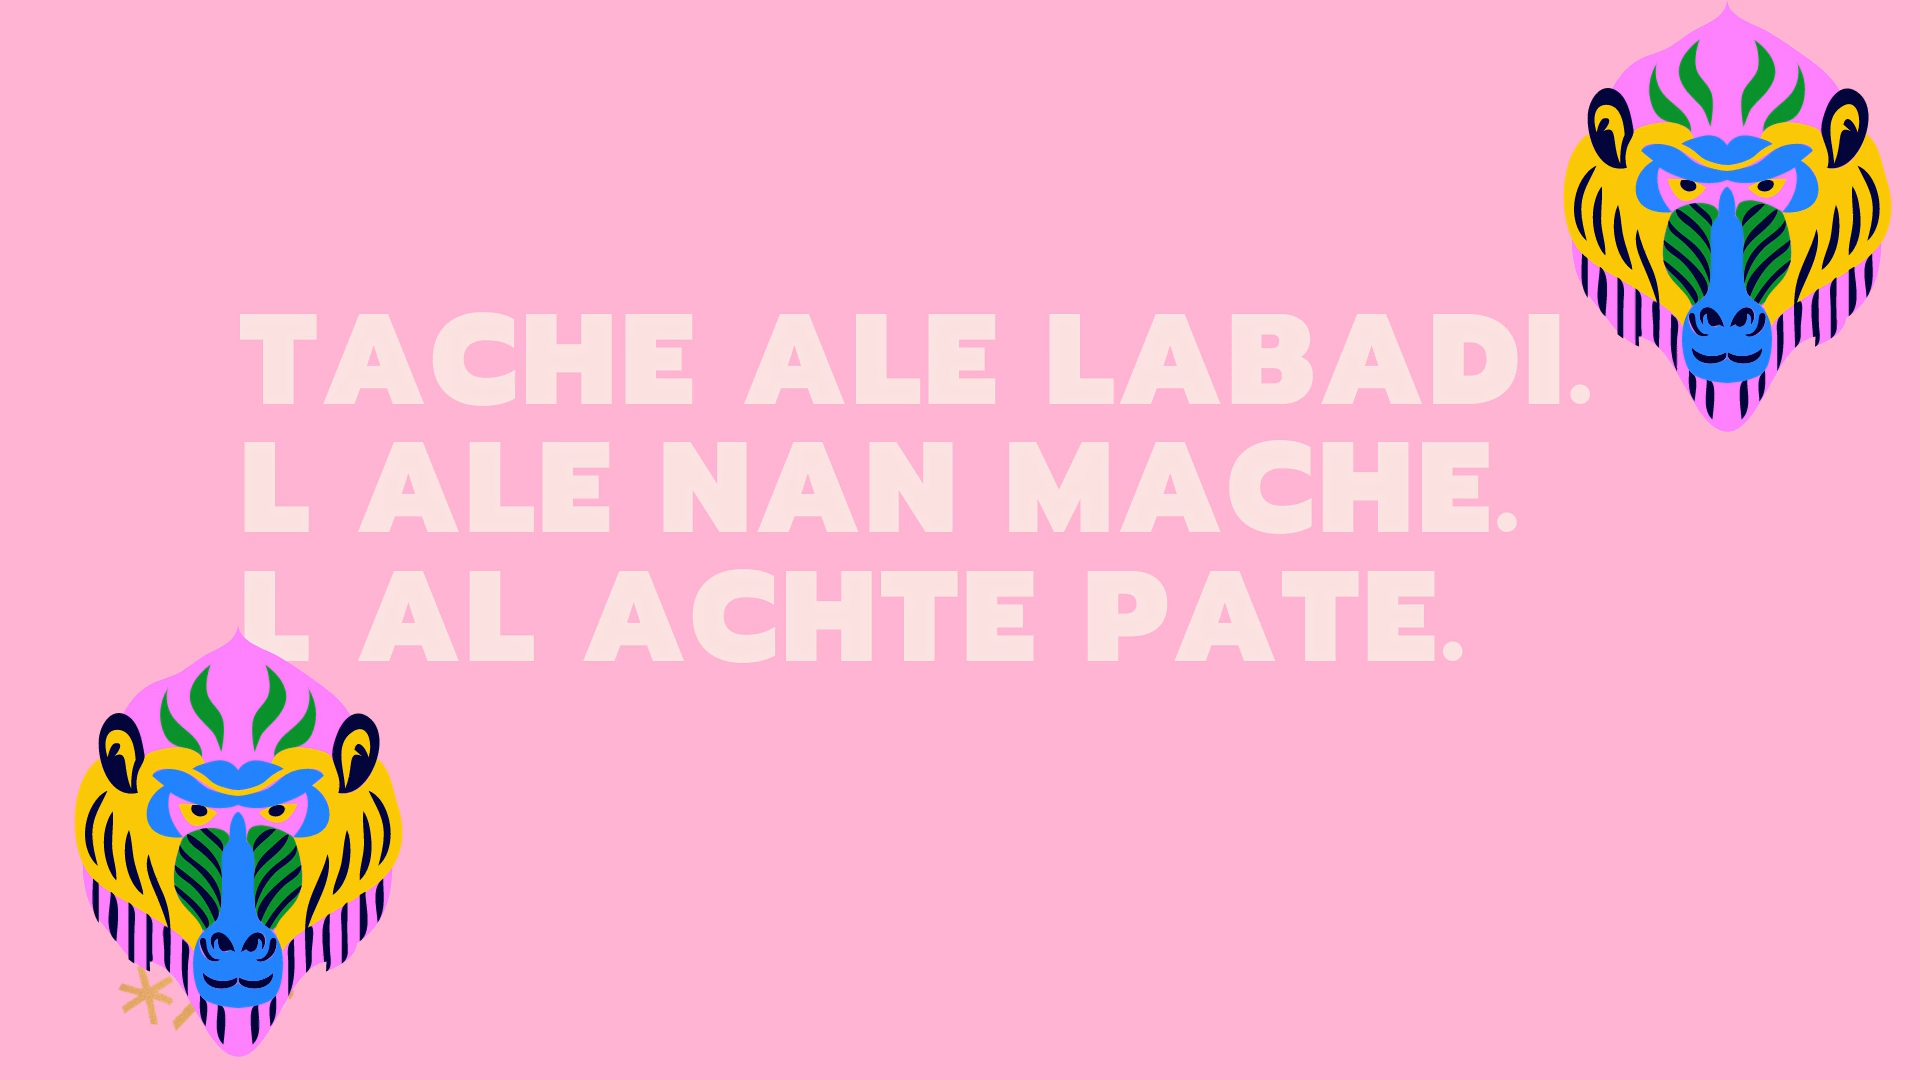 TACHE ALE LABADI.
L ALE NAN MACHE.
L AL ACHTE PATE.